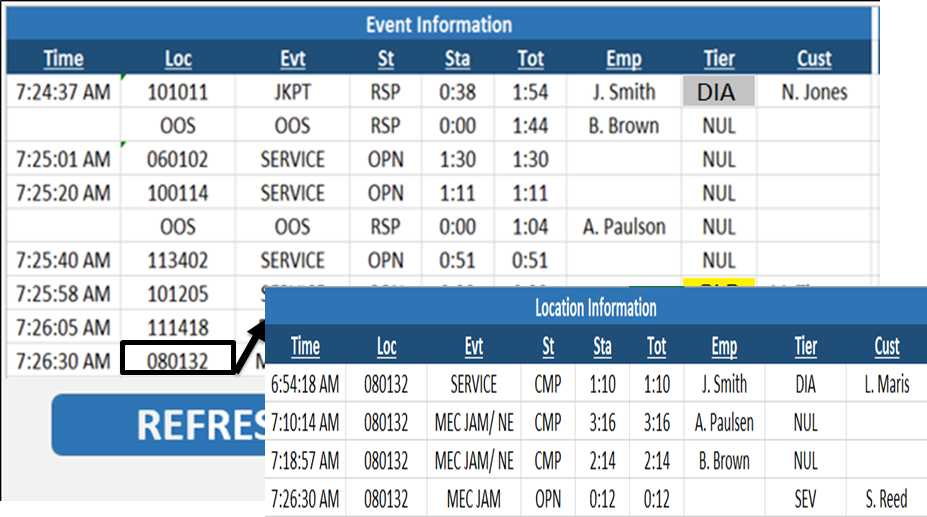 Event Information
Time Loc Evt St Sta Tot Emp Tier Cust
7:24:37 AM 101011 JKPT RSP 0:38 1:54 J. Smith DIA N. Jones
OOS OOS RSP 0:00 1:44 B. Brown NUL
7:25:01 AM 060102 SERVICE OPN 1:30 1:30 NUL
7:25:20 AM 100114 SERVICE OPN 1:11 1:11 NUL
OOS OOS RSP 0:00 1:04 A. Paulson NUL
7:25:40 AM 113402 SERVICE OPN 0:51 0:51 NUL
7:25:58 AM 101205
7:26:05 AM 111418
7:26:30 AM 080132
REFRES
Location Information
Time Loc Evt St Sta Tot Emp Tier Cust
6:54:18 AM 080132 SERVICE CMP 1:10 1:10 J. Smith DIA L. Maris
7:10:14 AM 080132 MEC JAM/ NE CMP 3:16 3:16 A. Paulsen NUL
7:18:57 AM 080132 MEC JAM/ NE CMP 2:14 2:14 B. Brown NUL
7:26:30 AM 080132 MEC JAM OPN 0:12 0:12 SEV S. Reed